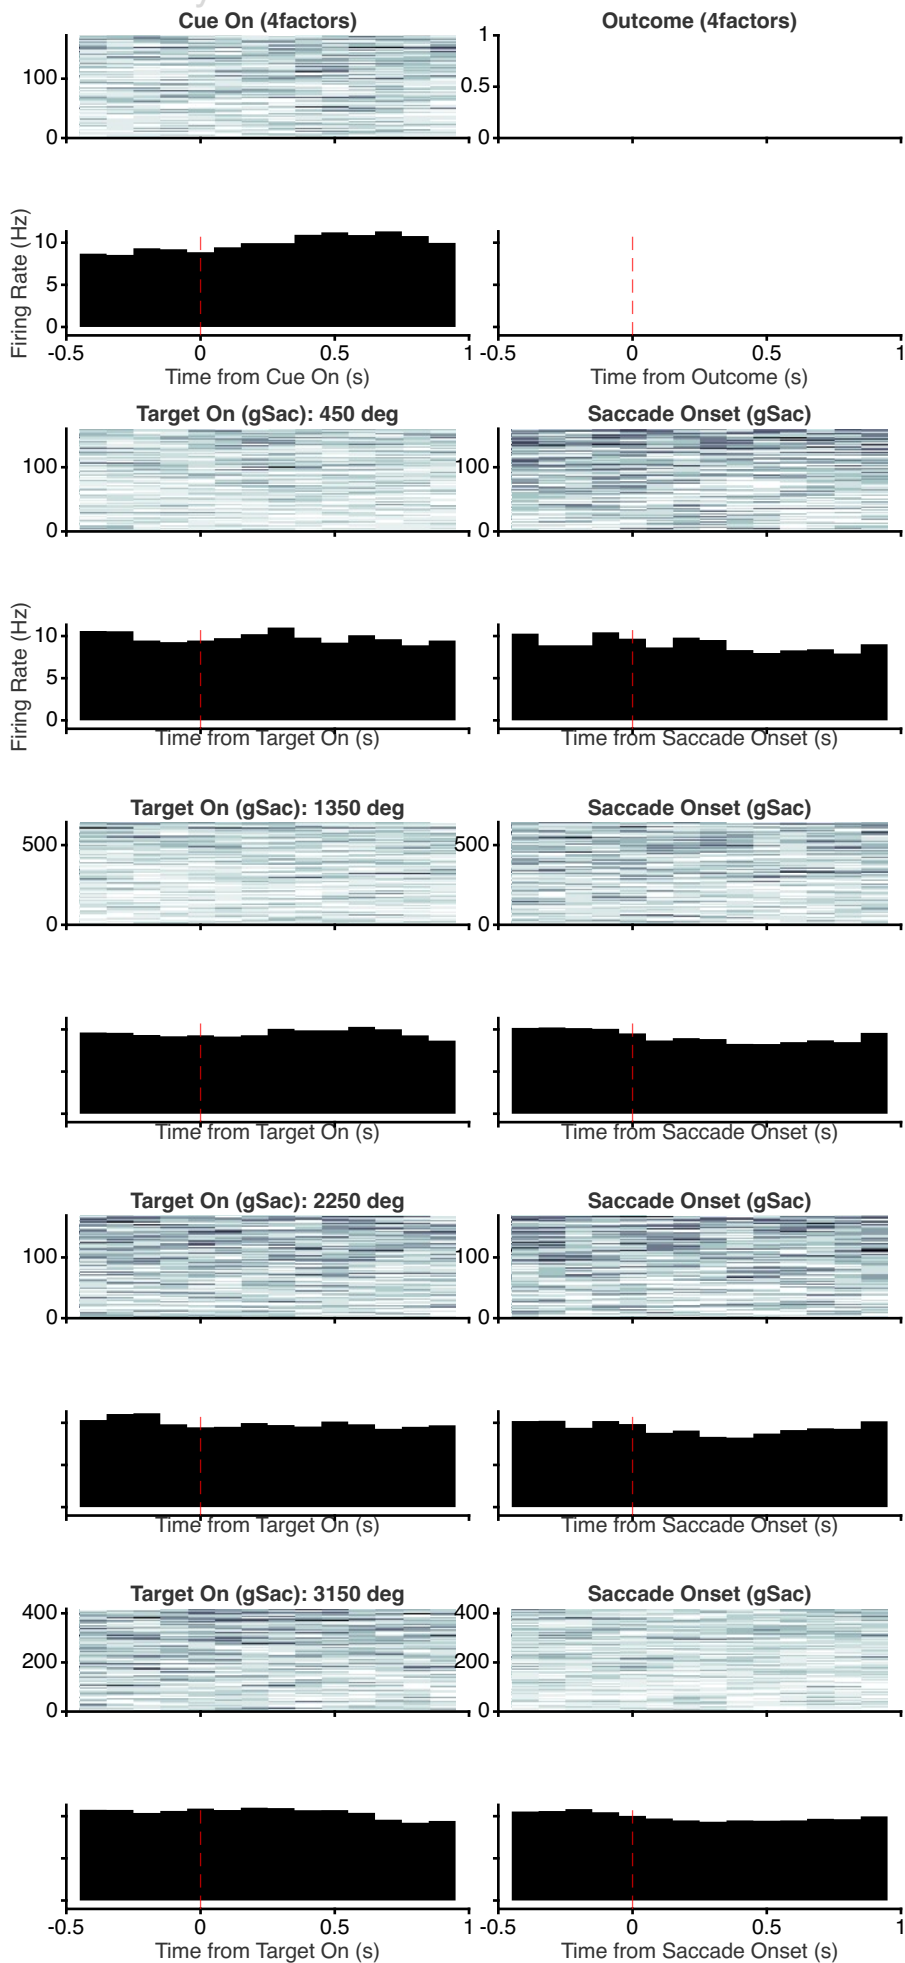 Cue On (4factors) Outcome (4factors)
100
0
1
0.5
0
Firing Rate (Hz)
10
5
0
-0.5 0 0.5 1 -0.5 0 0.5 1
Time from Cue On (s) Time from Outcome (s)
Target On (gSac): 450 deg Saccade Onset (gSac)
100 100
0 0
Firing Rate (Hz)
10
5
0
Time from Target On (s) Time from Saccade Onset (s)
Target On (gSac): 1350 deg Saccade Onset (gSac)
500 500
0 0
Time from Target On (s) Time from Saccade Onset (s)
Target On (gSac): 2250 deg Saccade Onset (gSac)
100 100
0 0
Time from Target On (s) Time from Saccade Onset (s)
Target On (gSac): 3150 deg Saccade Onset (gSac)
400 400
200 200
0 0
-0.5 0 0.5 1 -0.5 0 0.5 1
Time from Target On (s) Time from Saccade Onset (s)